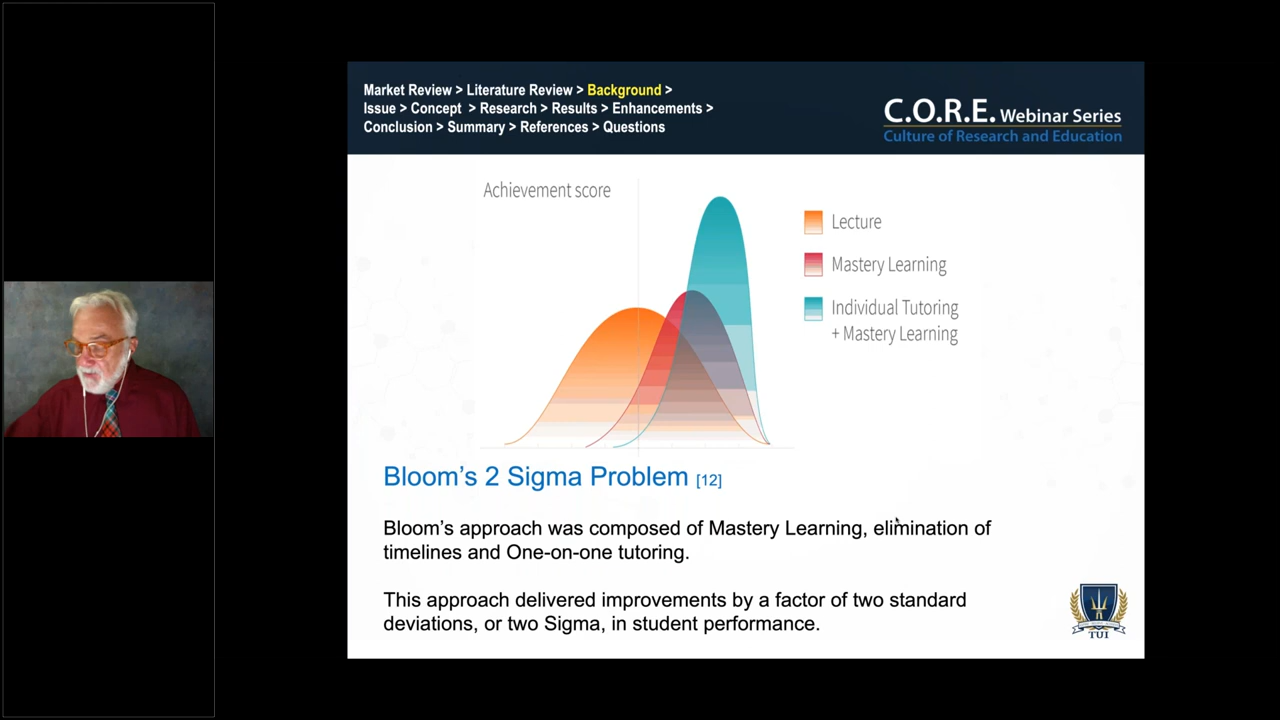 Market Review > Literature Review > Background >
Issue > Concept > Research > Results > Enhancements >
Conclusion > Summary > References > Questions
C.O.R.E. Webinar Series
Culture of Research and Education
Achievement score
Lecture
Mastery Learning
Individual Tutoring
+ Mastery Learning
Bloom's 2 Sigma Problem [12]
Bloom's approach was composed of Mastery Learning, elimination of
timelines and One-on-one tutoring.
This approach delivered improvements by a factor of two standard
deviations, or two Sigma, in student performance.
TUI